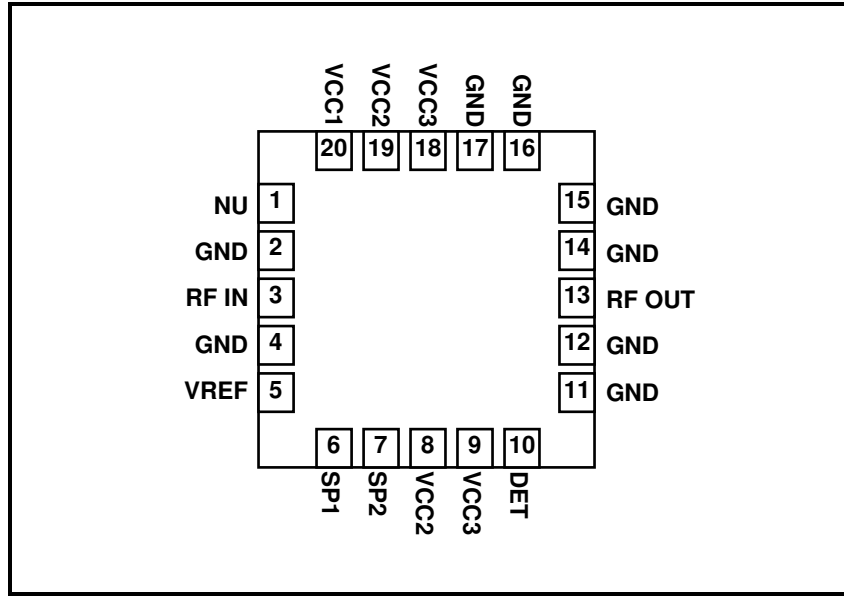 VCC1 VCC2 VCC3 GND GND
20 19 18 17 16
NU 1 15 GND
GND 2 14 GND
RF IN 3 13 RF OUT
GND 4 12 GND
VREF 5 11 GND
6 7 8 9 10
SP1 SP2 VCC2 VCC3 DET